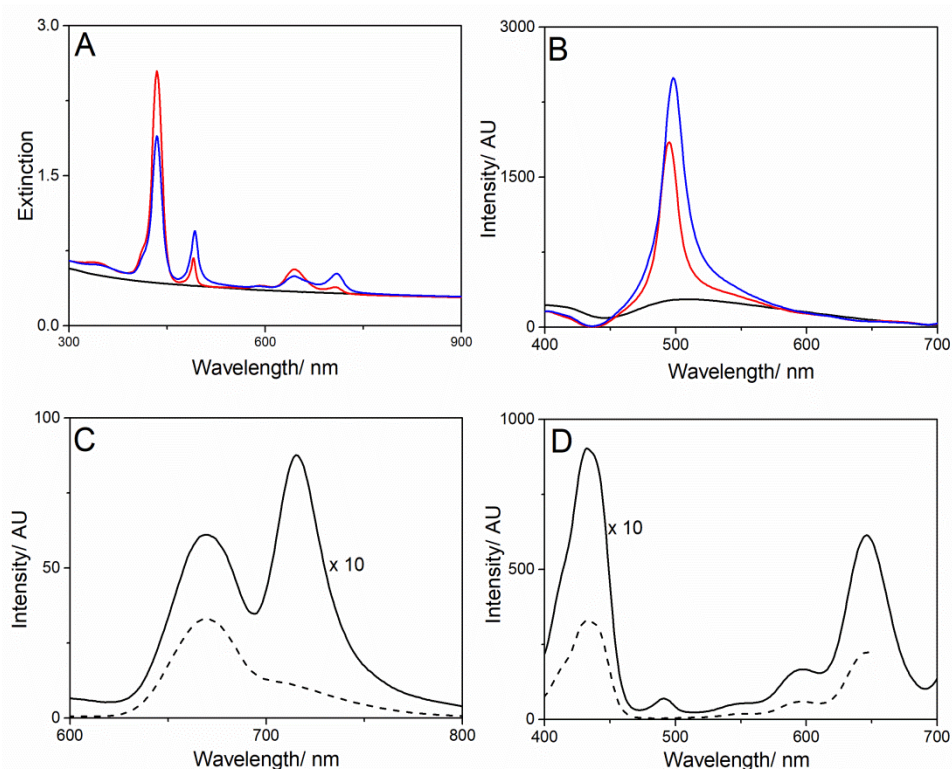 A
3.0
1.5
0.0
Extinction
300
600
900
Wavelength/ nm
B
3000
1500
0
Intensity/ AU
400
500
600
700
Wavelength/ nm
C
100
50
0
Intensity/ AU
x 10
600
700
800
Wavelength/ nm
D
1000
500
0
Intensity/ AU
x 10
400
500
600
700
Wavelength/ nm